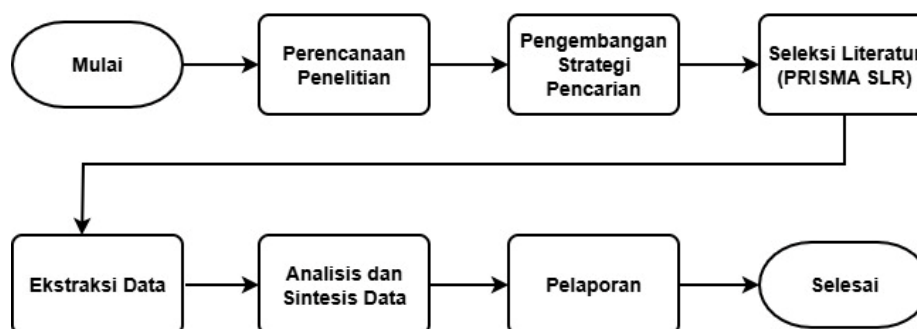 Mulai
Perencanaan
Penelitian
Pengembangan
Strategi
Pencarian
Seleksi Literatur
(PRISMA SLR)
Ekstraksi Data
Analisis dan
Sintesis Data
Pelaporan
Selesai